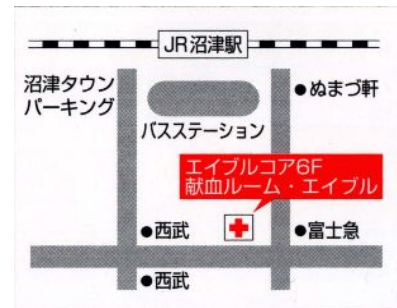 JR沼津駅
沼津タウン
パーキング
ぬまづ軒
バスステーション
エイブルコア6F
献血ルーム・エイブル
西武
富士急
西武